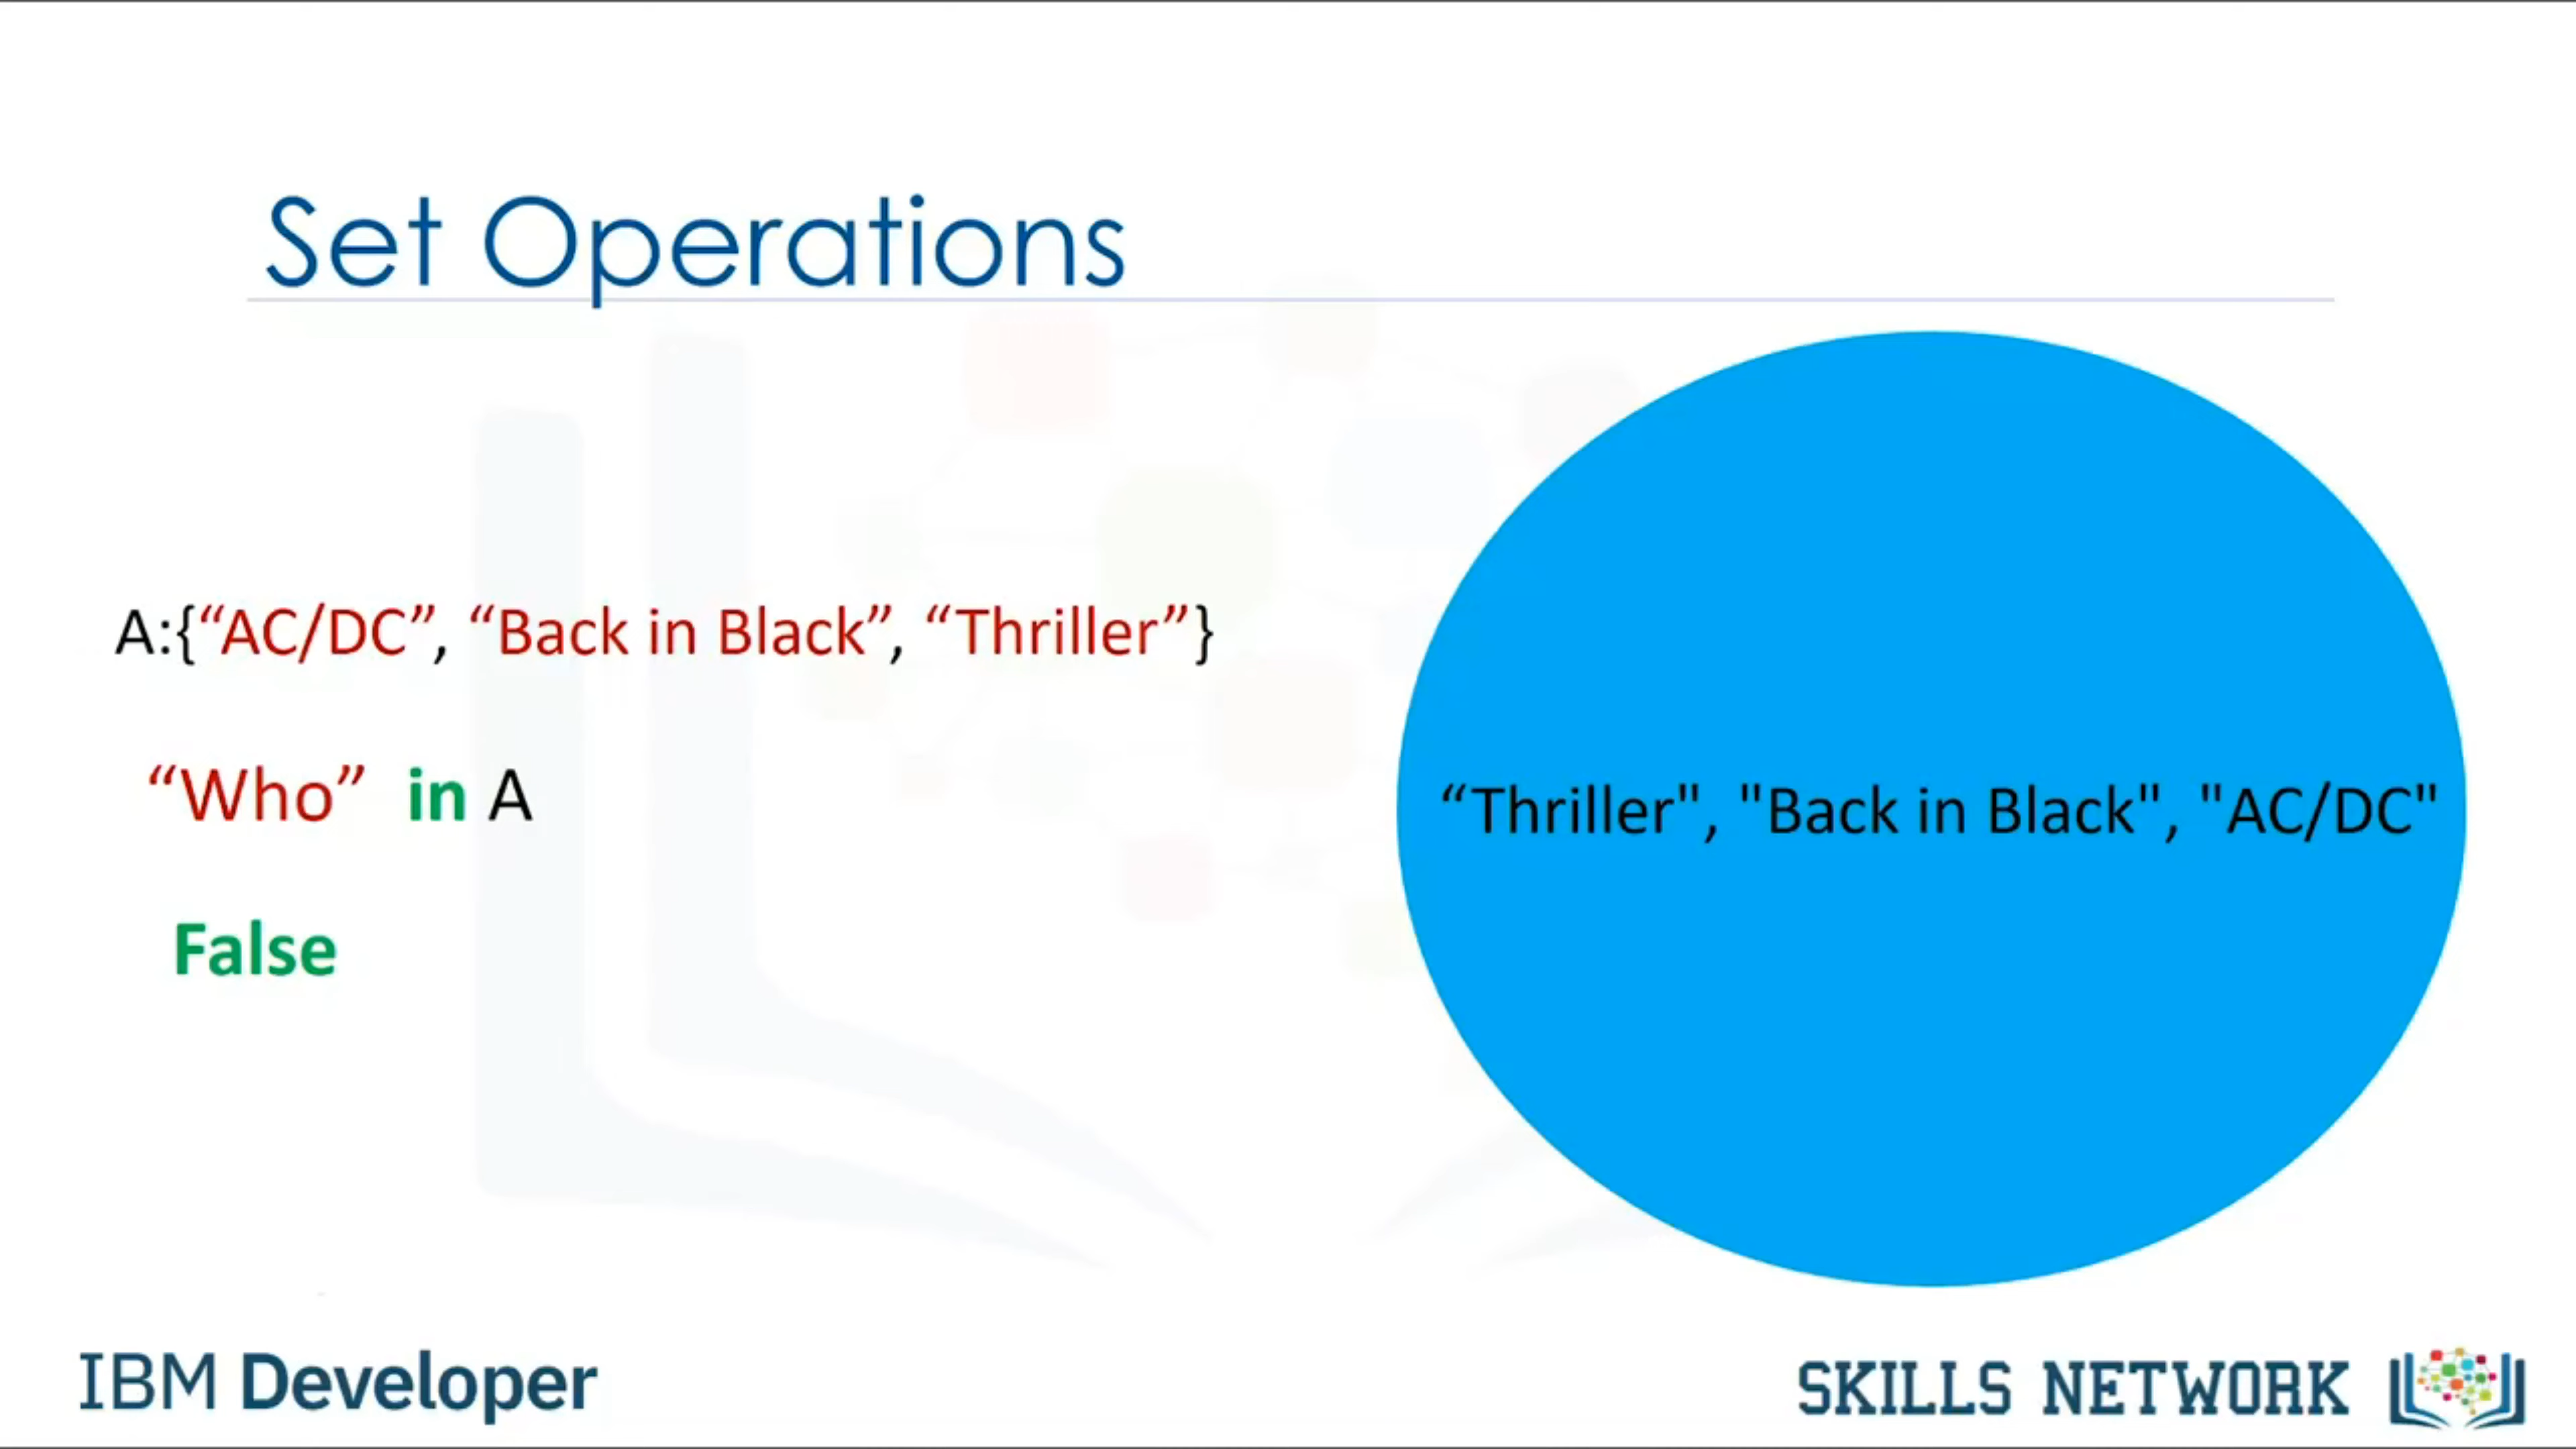 Set Operations
A:{“AC/DC”, “Back in Black”, “Thriller”}
“Who” in A
False
“Thriller", "Back in Black", "AC/DC"
IBM Developer
SKILLS NETWORK